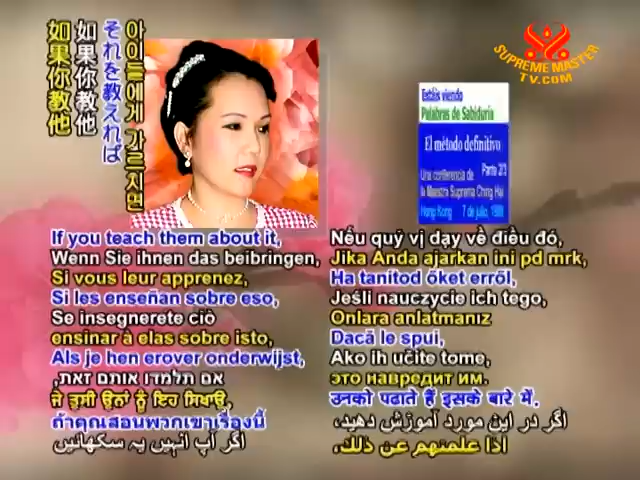 如果你教他
如果你教他
それを教えれば
아이들에게 가르치면
SUPREME MASTER
TV.COM
Estáis viendo
Palabras de Sabiduría
El método definitivo
Parte 2/3
Una conferencia de
la Maestra Suprema Ching Hai
Hong Kong 7 de julio, 1989
If you teach them about it,
Wenn Sie ihnen das beibringen,
Si vous leur apprenez,
Si les enseñan sobre eso,
Se insegnerete ciò
ensinar à elas sobre isto,
Als je hen erover onderwijst,
אם תלמדו אותם זאת,
ਜੇ ਤੁਸੀ ਉਨਾਂ ਨੂੰ ਇਹ ਸਿਖਾਉ,
ถ้าคุณสอนพวกเขาเรื่องนี้
اگر آپ انہیں یہ سکھائیں
Nếu quý vị dạy về điều đó,
Jika Anda ajarkan ini pd mrk,
Ha tanitod őket erről,
Jeśli nauczycie ich tego,
Onlara anlatmanız
Dacă le spui,
Ako ih učite tome,
это навредит им.
उनको पढाते हैं इसके बारे में,
اگر در این مورد آموزش دهید،
اذا علمتهم عن ذلك،